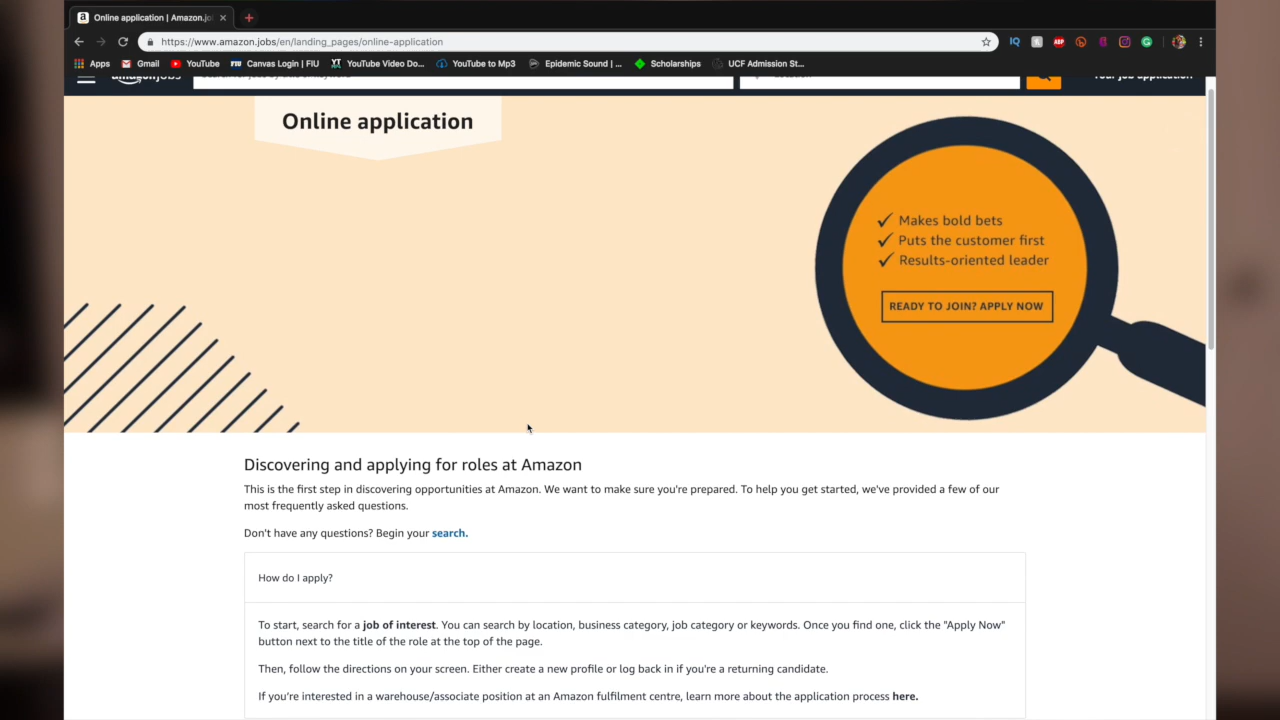 Online application | Amazon.jo
https://www.amazon.jobs/en/landing_pages/online-application
Apps Gmail YouTube Canvas Login | FIU YouTube Video Do... YouTube to Mp3 Epidemic Sound | ... Scholarships UCF Admission St...
Your job application
Online application
Makes bold bets
Puts the customer first
Results-oriented leader
READY TO JOIN? APPLY NOW
Discovering and applying for roles at Amazon
This is the first step in discovering opportunities at Amazon. We want to make sure you're prepared. To help you get started, we've provided a few of our
most frequently asked questions.
Don't have any questions? Begin your search.
How do I apply?
To start, search for a job of interest. You can search by location, business category, job category or keywords. Once you find one, click the "Apply Now"
button next to the title of the role at the top of the page.
Then, follow the directions on your screen. Either create a new profile or log back in if you're a returning candidate.
If you're interested in a warehouse/associate position at an Amazon fulfilment centre, learn more about the application process here.